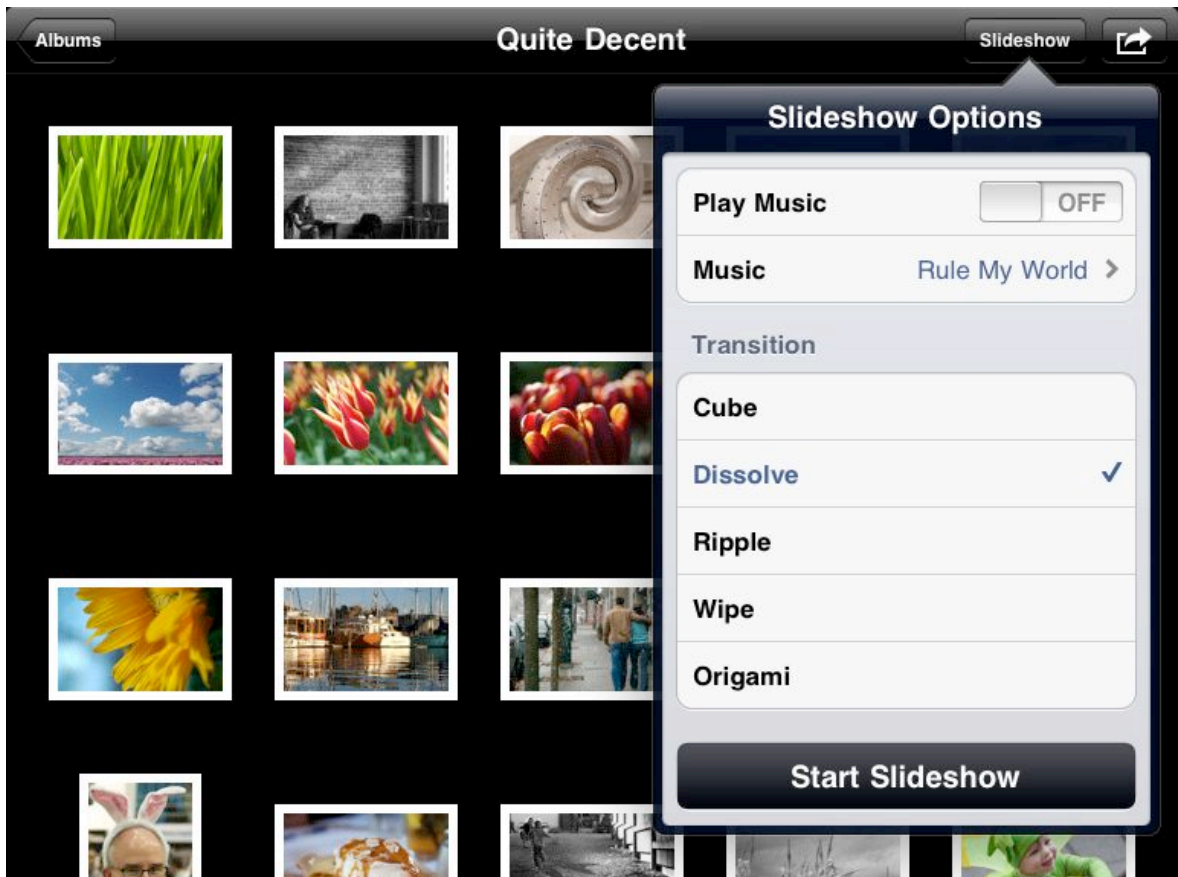 Albums
Quite Decent
Slideshow
Slideshow Options
Play Music
OFF
Music
Rule My World
Transition
Cube
Dissolve
Ripple
Wipe
Origami
Start Slideshow